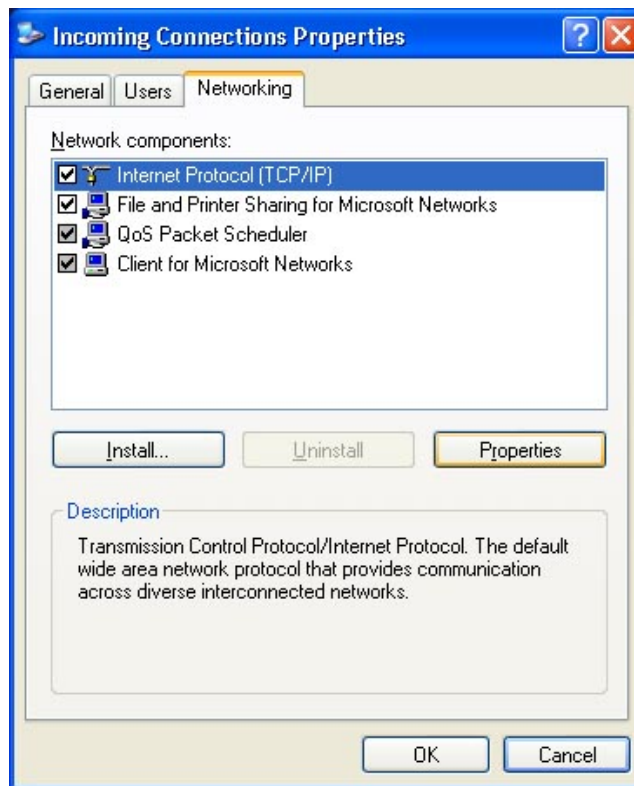 Incoming Connections Properties
General Users Networking
Network components:
Internet Protocol (TCP/IP)
File and Printer Sharing for Microsoft Networks
QoS Packet Scheduler
Client for Microsoft Networks
Install... Uninstall Properties
Description
Transmission Control Protocol/Internet Protocol. The default
wide area network protocol that provides communication
across diverse interconnected networks.
OK Cancel